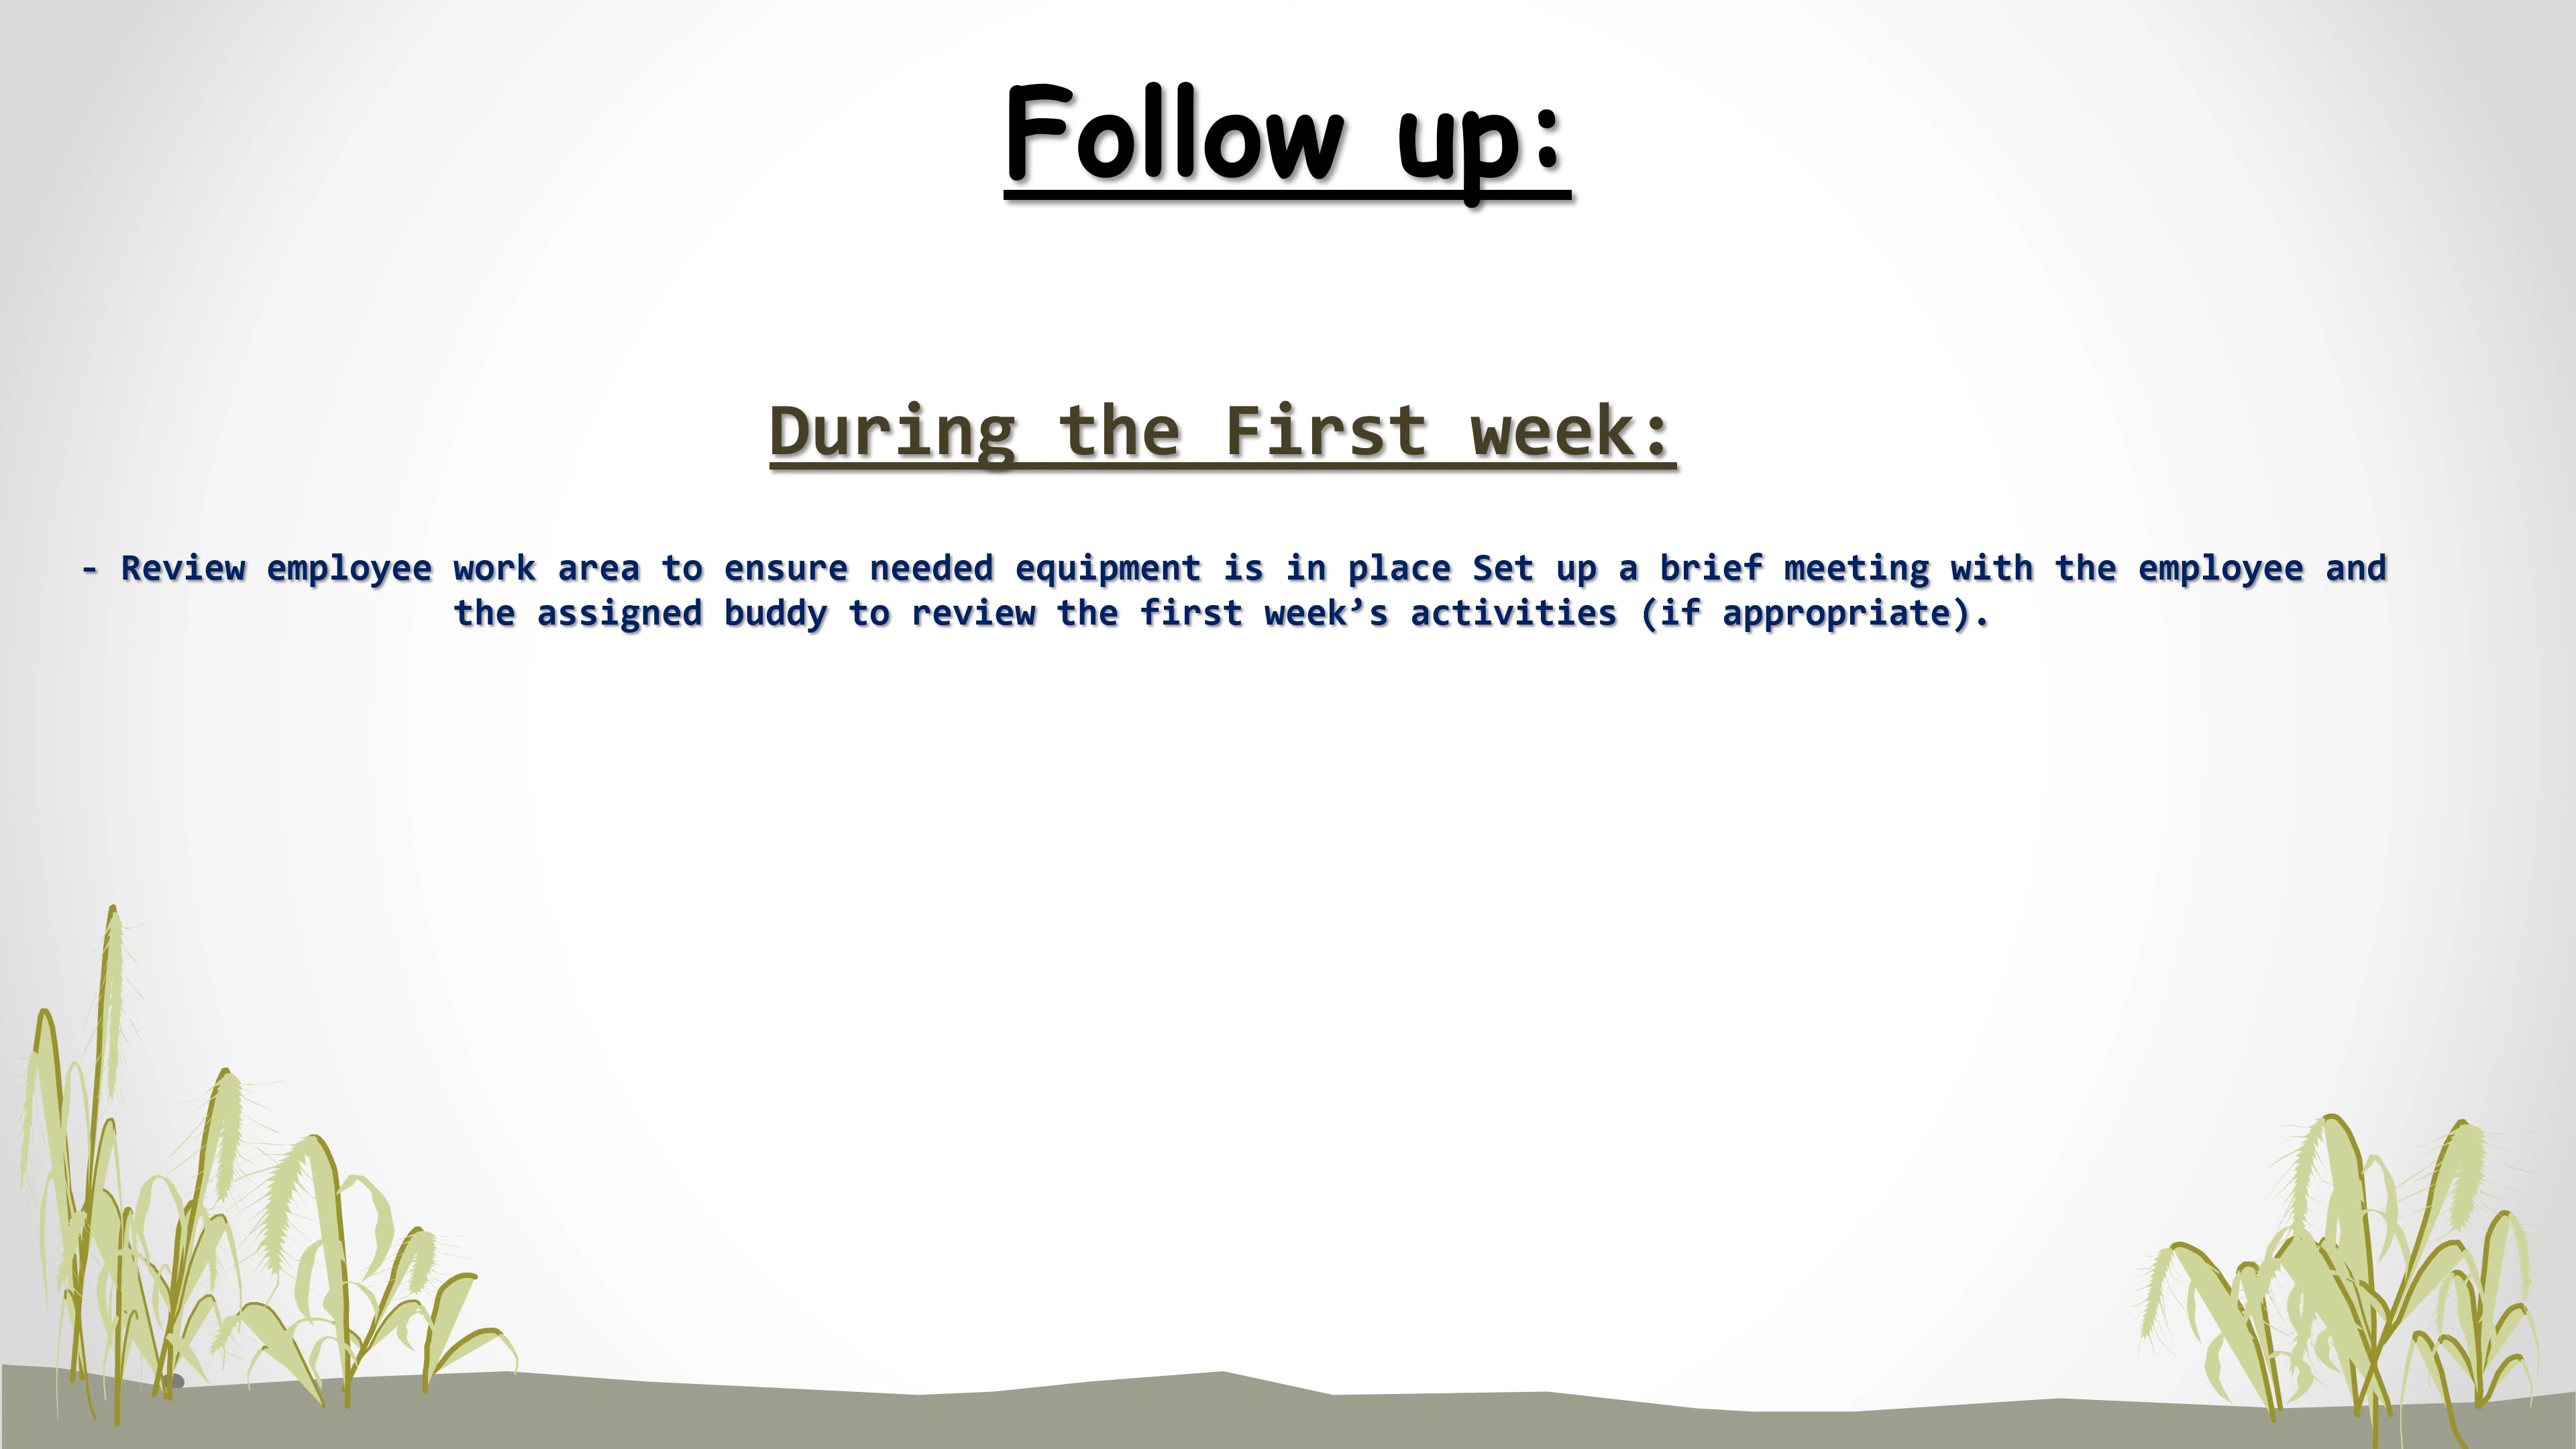 Follow up:
During the First week:
- Review employee work area to ensure needed equipment is in place Set up a brief meeting with the employee and
the assigned buddy to review the first week’s activities (if appropriate).